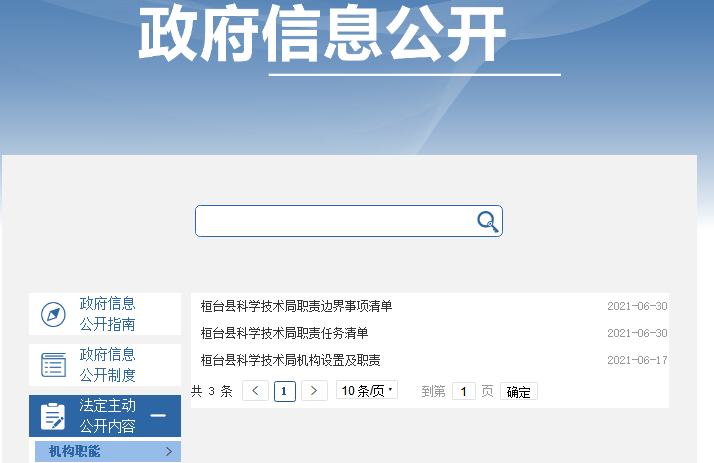 政府信息公开
政府信息
公开指南
政府信息
公开制度
法定主动
公开内容
机构职能
桓台县科学技术局职责边界事项清单 2021-06-30
桓台县科学技术局职责任务清单 2021-06-30
桓台县科学技术局机构设置及职责 2021-06-17
共 3 条 1 10 条/页 到第 1 页 确定